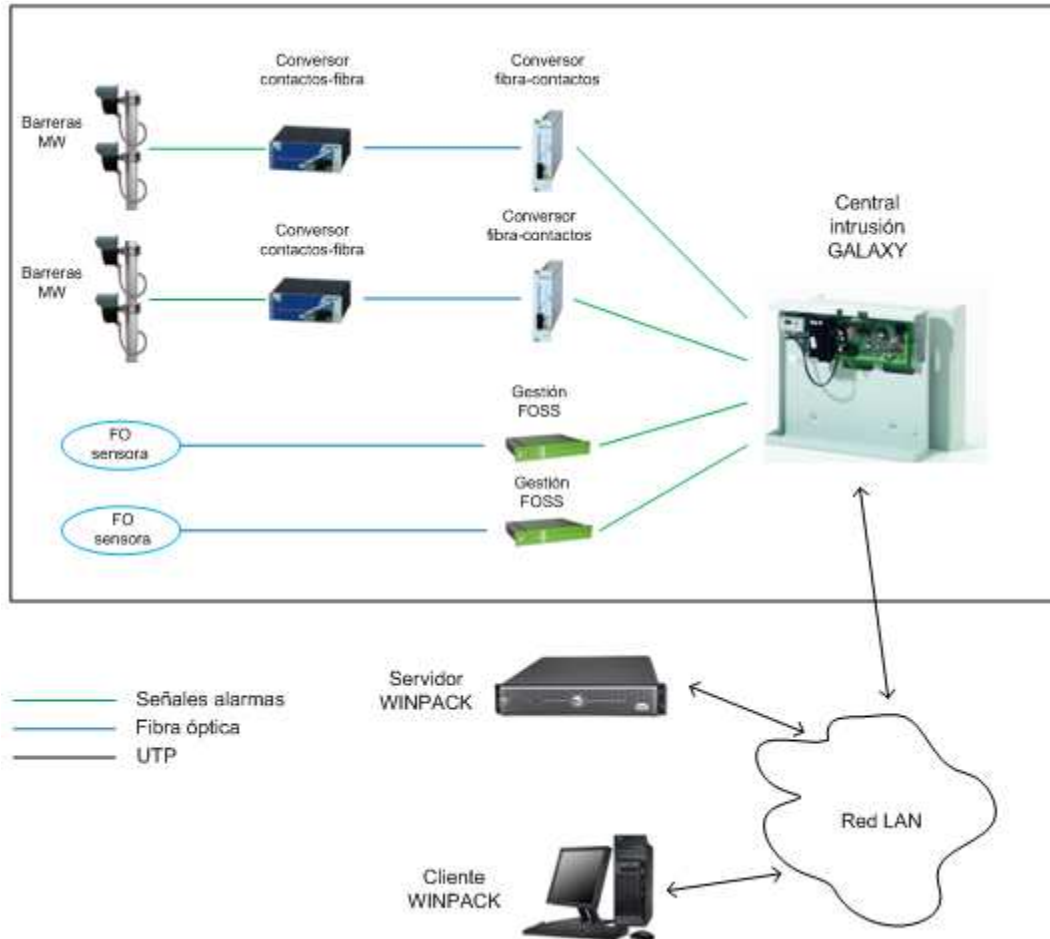 Conversor
contactos-fibra
Conversor
fibra-contactos
Barreras
MW
Central
intrusión
GALAXY
Conversor
contactos-fibra
Conversor
fibra-contactos
Barreras
MW
Gestión
FOSS
FO
sensora
Gestión
FOSS
FO
sensora
Servidor
WINPACK
Señales alarmas
Fibra óptica
UTP
Red LAN
Cliente
WINPACK